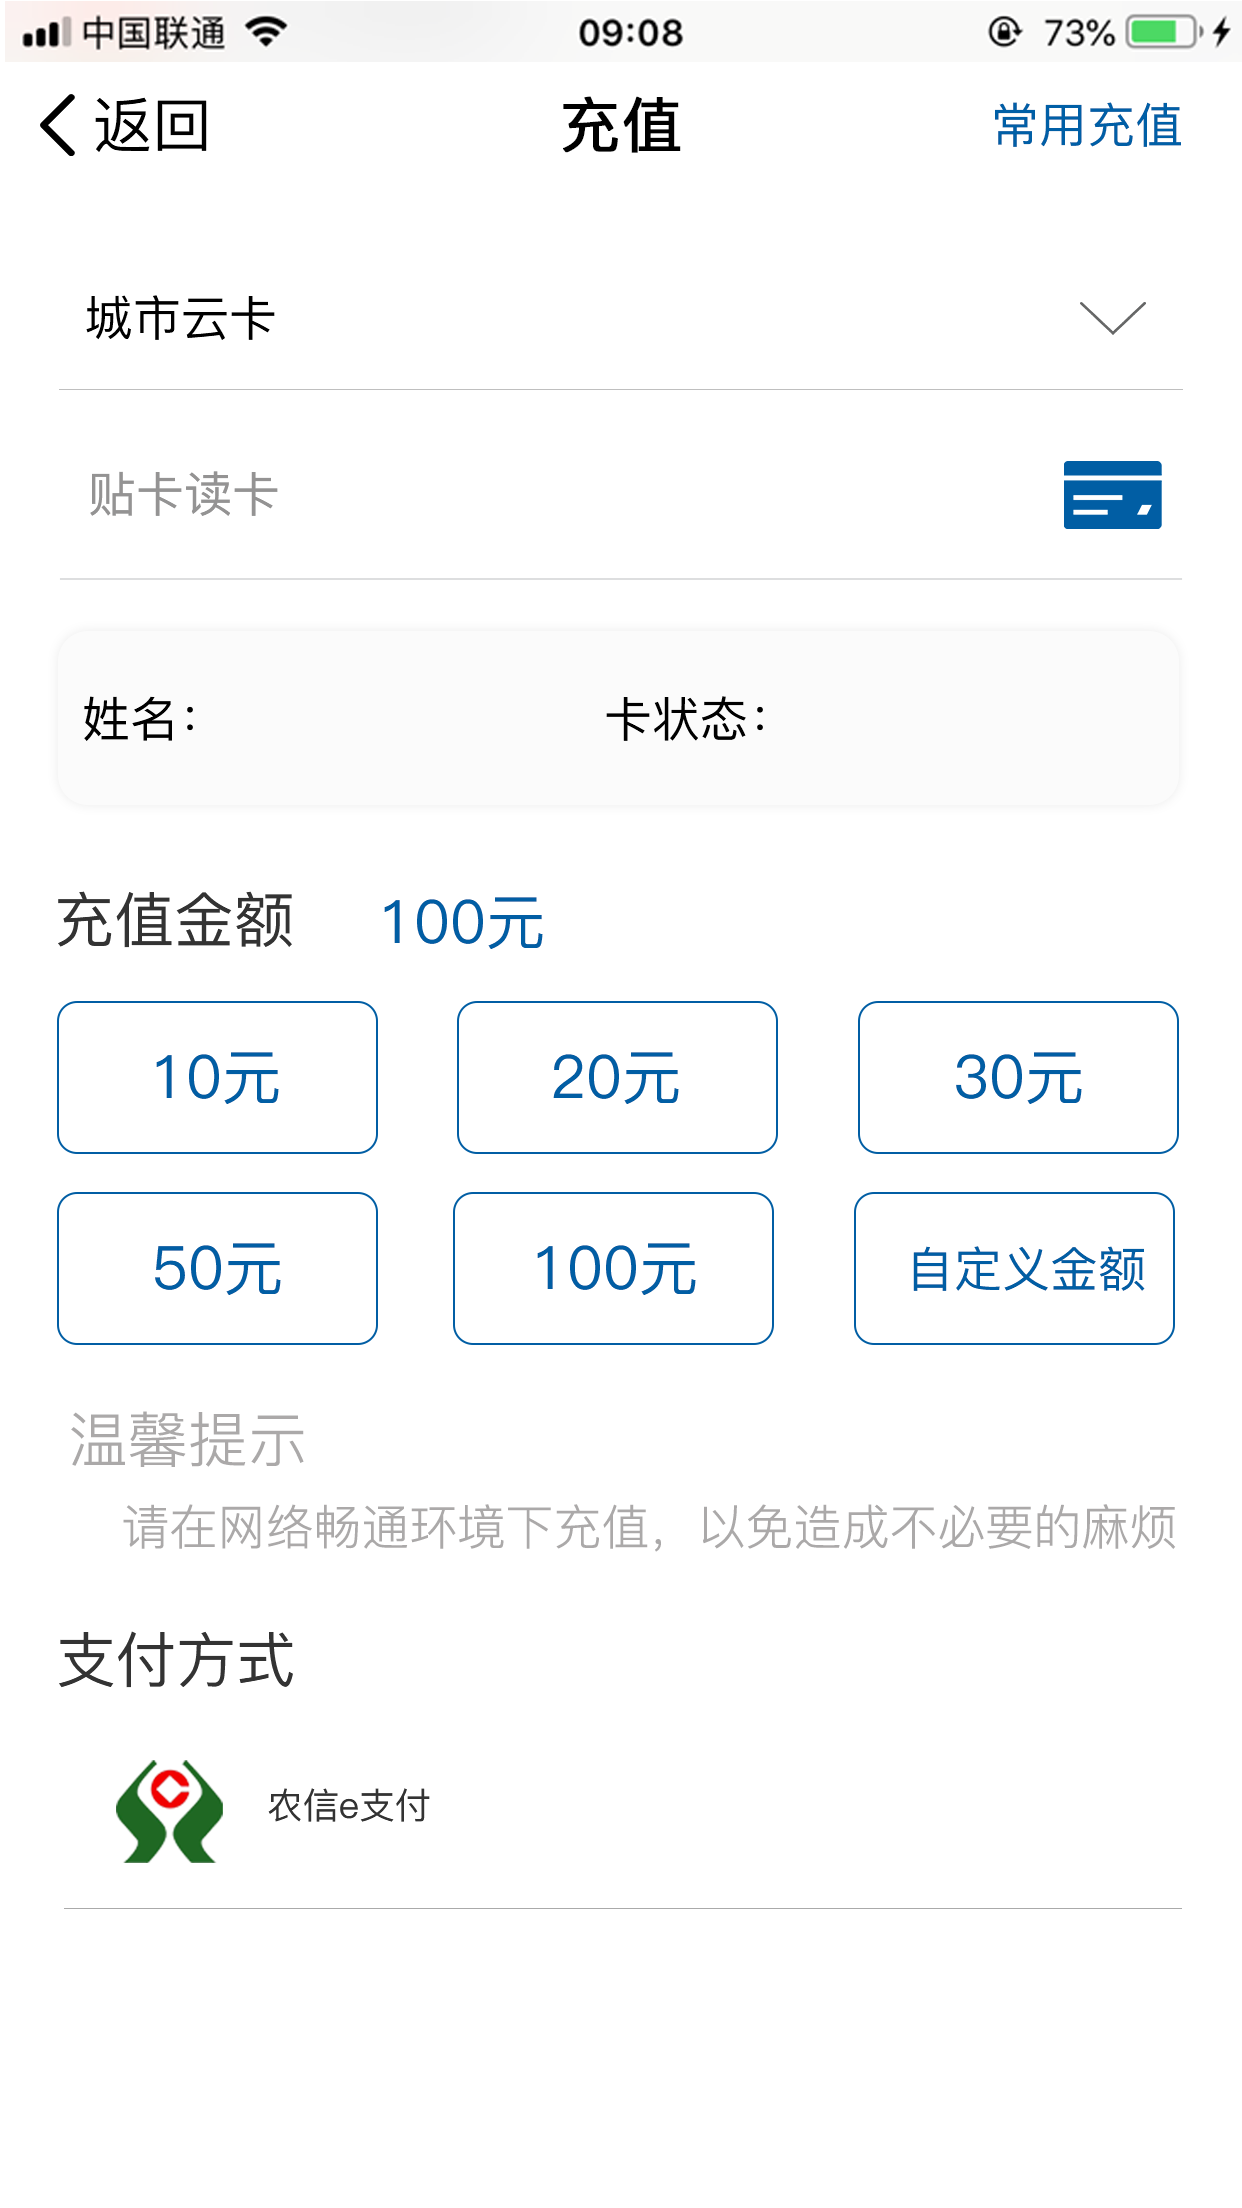 中国联通 09:08 73%
返回 充值 常用充值
城市云卡
贴卡读卡
姓名： 卡状态：
充值金额 100元
10元 20元 30元
50元 100元 自定义金额
温馨提示
请在网络畅通环境下充值，以免造成不必要的麻烦
支付方式
农信e支付